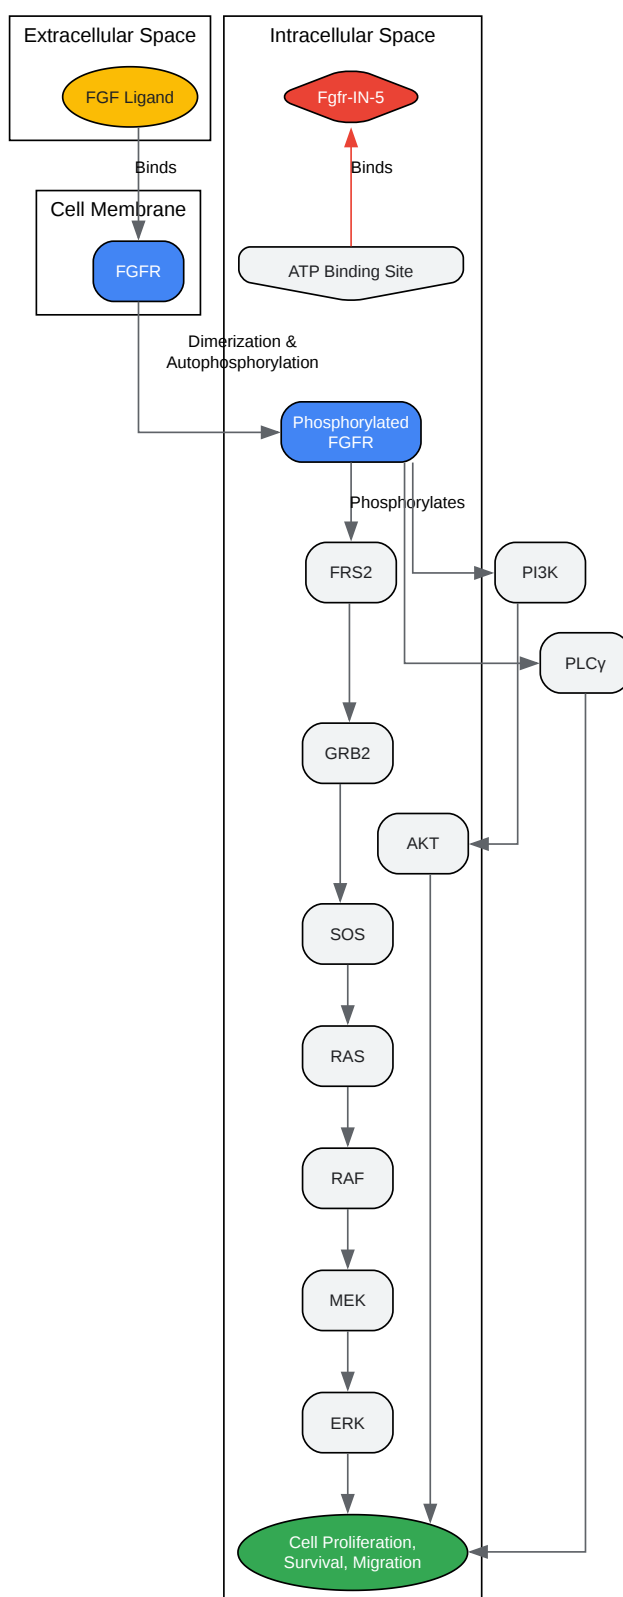 Extracellular Space
Intracellular Space
FGF Ligand
Fgfr-IN-5
Binds
Binds
Cell Membrane
FGFR
ATP Binding Site
Dimerization &
Autophosphorylation
Phosphorylated
FGFR
Phosphorylates
FRS2
PI3K
PLCγ
GRB2
AKT
SOS
RAS
RAF
MEK
ERK
Cell Proliferation,
Survival, Migration